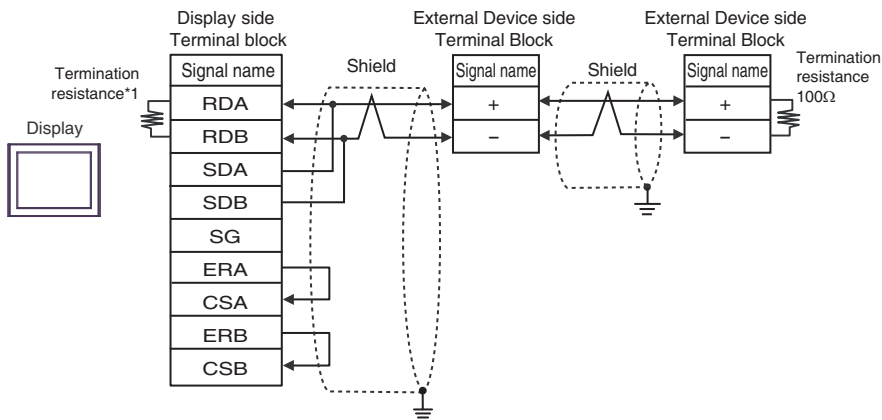 Display side
Terminal block
External Device side
Terminal Block
External Device side
Terminal Block
Termination
resistance*1
Display
Signal name
RDA
RDB
SDA
SDB
SG
ERA
CSA
ERB
CSB
Shield
Signal name
+
−
Shield
Signal name
+
−
Termination
resistance
100Ω